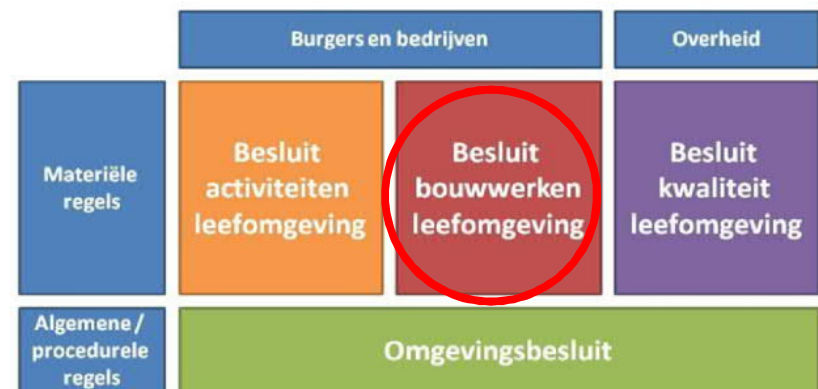 Burgers en bedrijven
Overheid
Materiële
regels
Besluit
activiteiten
leefomgeving
Besluit
bouwwerken
leefomgeving
Besluit
kwaliteit
leefomgeving
Algemene /
procedurele
regels
Omgevingsbesluit